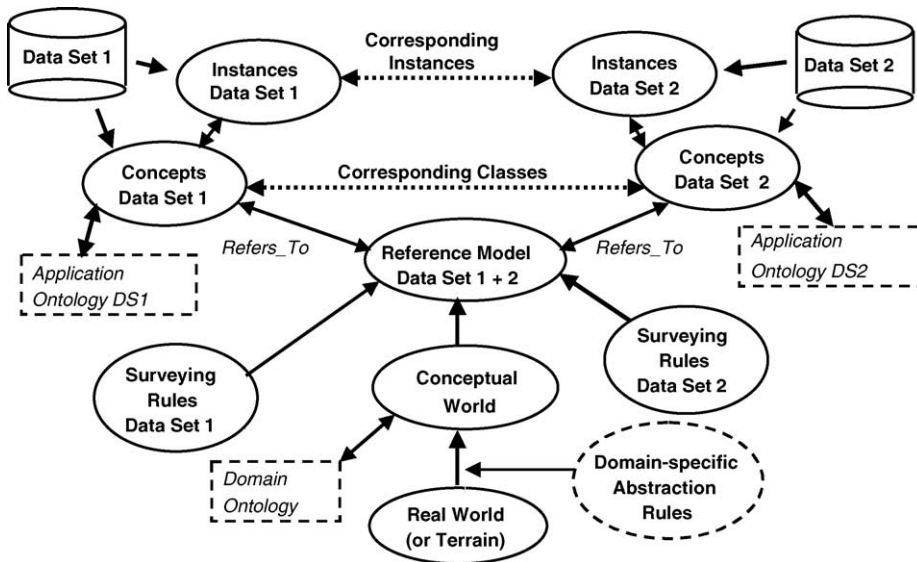 Data Set 1
Instances
Data Set 1
Corresponding
Instances
Instances
Data Set 2
Data Set 2
Concepts
Data Set 1
Corresponding Classes
Concepts
Data Set 2
Refers_To
Reference Model
Data Set 1 + 2
Refers_To
Application
Ontology DS1
Application
Ontology DS2
Surveying
Rules
Data Set 1
Conceptual
World
Surveying
Rules
Data Set 2
Domain
Ontology
Real World
(or Terrain)
Domain-specific
Abstraction
Rules